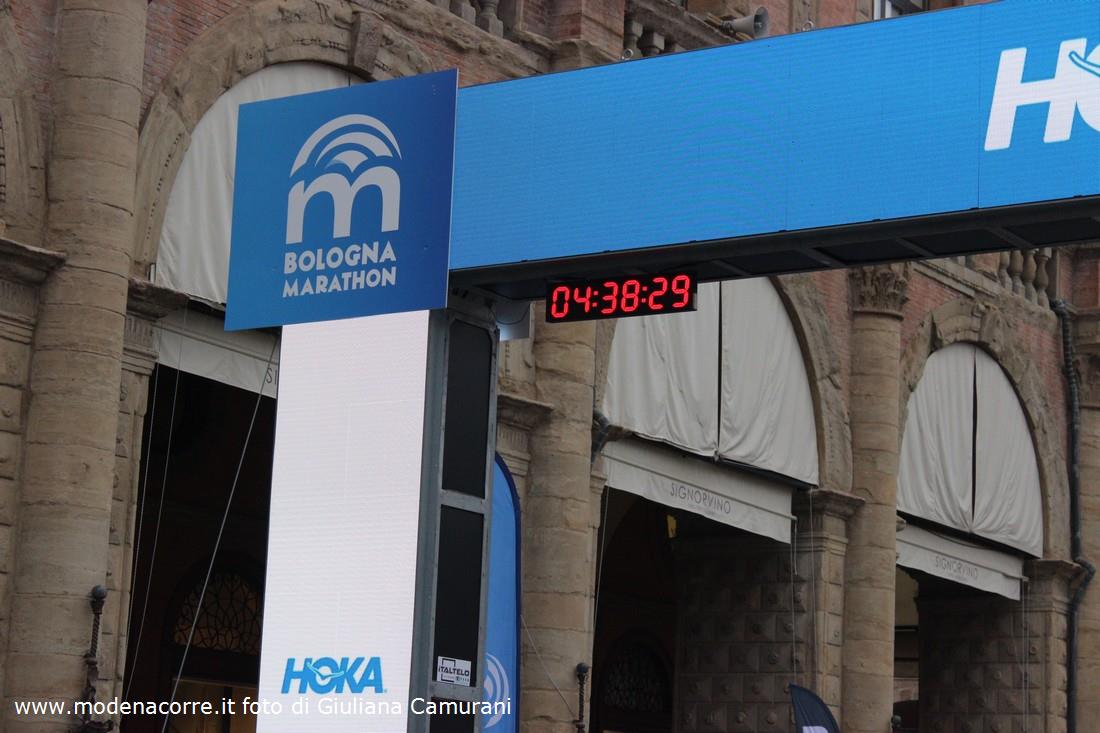 HOKA
m
BOLOGNA
MARATHON
04:38:29
SIGNORVINO
SIGNORVINO
HOKA
ITALTELO
www.modenacorre.it foto di Giuliana Camurani